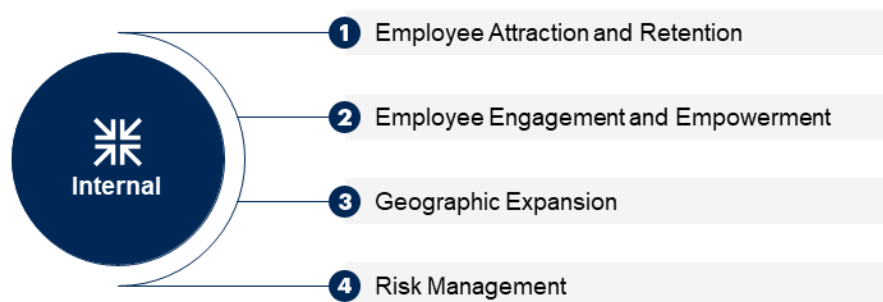 1 Employee Attraction and Retention
2 Employee Engagement and Empowerment
Internal
3 Geographic Expansion
4 Risk Management